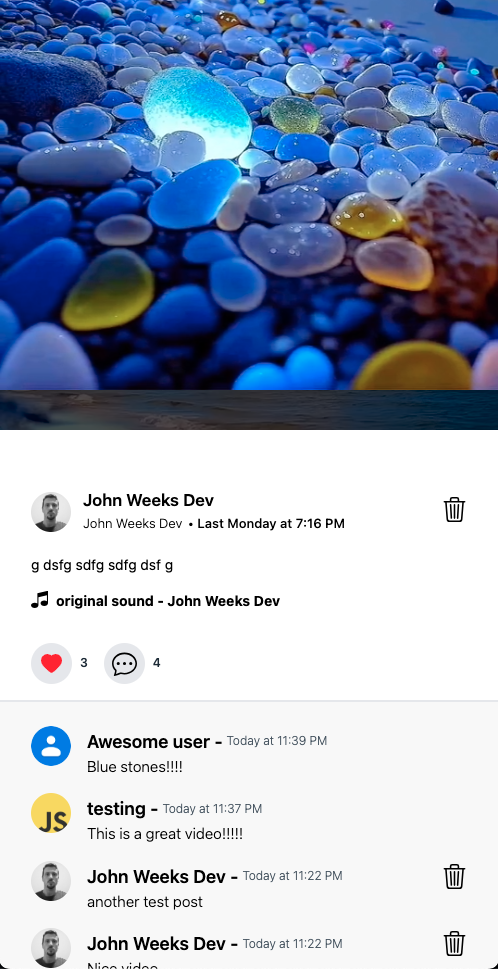 John Weeks Dev
John Weeks Dev • Last Monday at 7:16 PM
g dsfg sdfg sdfg dsf g
original sound - John Weeks Dev
3 4
Awesome user - Today at 11:39 PM
Blue stones!!!!
JS
testing - Today at 11:37 PM
This is a great video!!!!!
John Weeks Dev - Today at 11:22 PM
another test post
John Weeks Dev - Today at 11:22 PM
Nice video